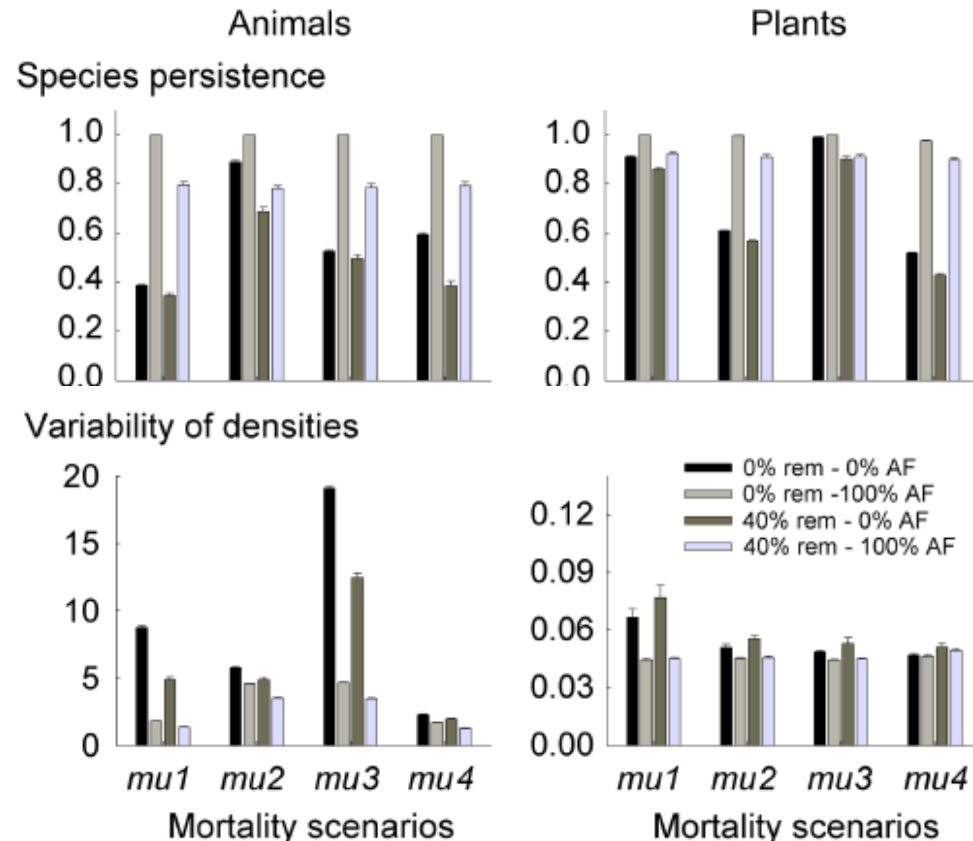 Animals
Plants
Species persistence
1.0
0.8
0.6
0.4
0.2
0.0
1.0
0.8
0.6
0.4
0.2
0.0
Variability of densities
20
15
10
5
0
mu1 mu2 mu3 mu4
Mortality scenarios
0% rem - 0% AF
0% rem -100% AF
40% rem - 0% AF
40% rem - 100% AF
0.12
0.09
0.06
0.03
0.00
mu1 mu2 mu3 mu4
Mortality scenarios